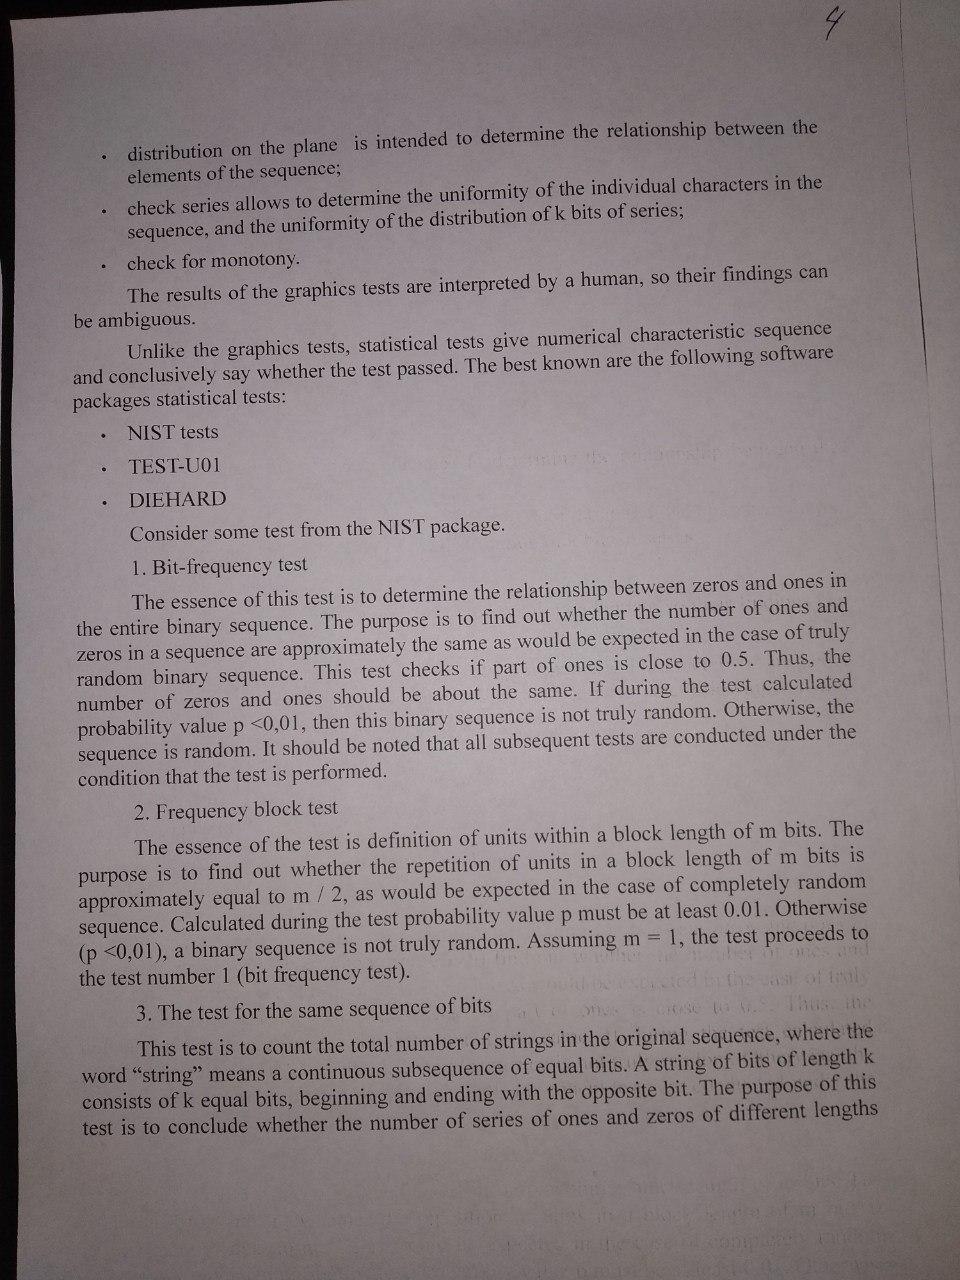 4
· distribution on the plane is intended to determine the relationship between the
elements of the sequence;
· check series allows to determine the uniformity of the individual characters in the
sequence, and the uniformity of the distribution of k bits of series;
· check for monotony.
The results of the graphics tests are interpreted by a human, so their findings can
be ambiguous.
Unlike the graphics tests, statistical tests give numerical characteristic sequence
and conclusively say whether the test passed. The best known are the following software
packages statistical tests:
· NIST tests
· TEST-U01
· DIEHARD
Consider some test from the NIST package.
1. Bit-frequency test
The essence of this test is to determine the relationship between zeros and ones in
the entire binary sequence. The purpose is to find out whether the number of ones and
zeros in a sequence are approximately the same as would be expected in the case of truly
random binary sequence. This test checks if part of ones is close to 0.5. Thus, the
number of zeros and ones should be about the same. If during the test calculated
probability value p <0,01, then this binary sequence is not truly random. Otherwise, the
sequence is random. It should be noted that all subsequent tests are conducted under the
condition that the test is performed.
2. Frequency block test
The essence of the test is definition of units within a block length of m bits. The
purpose is to find out whether the repetition of units in a block length of m bits is
approximately equal to m / 2, as would be expected in the case of completely random
sequence. Calculated during the test probability value p must be at least 0.01. Otherwise
(p <0,01), a binary sequence is not truly random. Assuming m = 1, the test proceeds to
the test number 1 (bit frequency test).
3. The test for the same sequence of bits
This test is to count the total number of strings in the original sequence, where the
word “string” means a continuous subsequence of equal bits. A string of bits of length k
consists of k equal bits, beginning and ending with the opposite bit. The purpose of this
test is to conclude whether the number of series of ones and zeros of different lengths